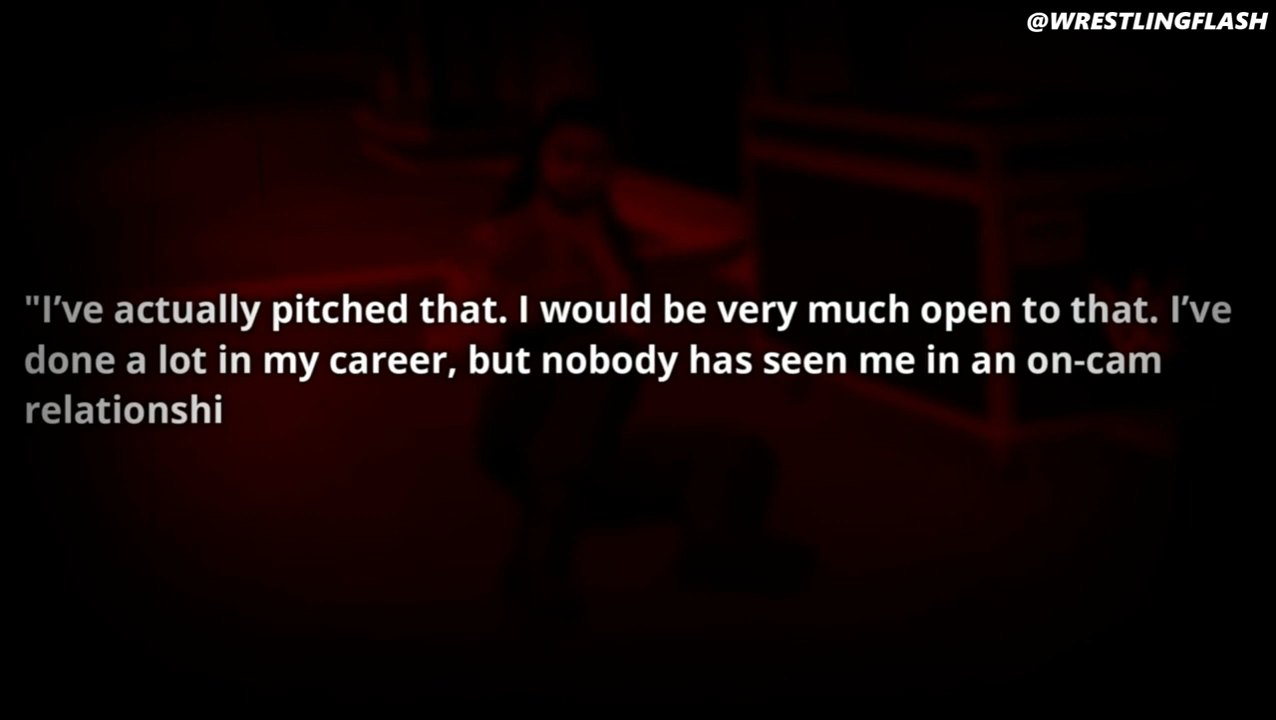 @WRESTLINGFLASH
"I’ve actually pitched that. I would be very much open to that. I’ve
done a lot in my career, but nobody has seen me in an on-cam
relationshi